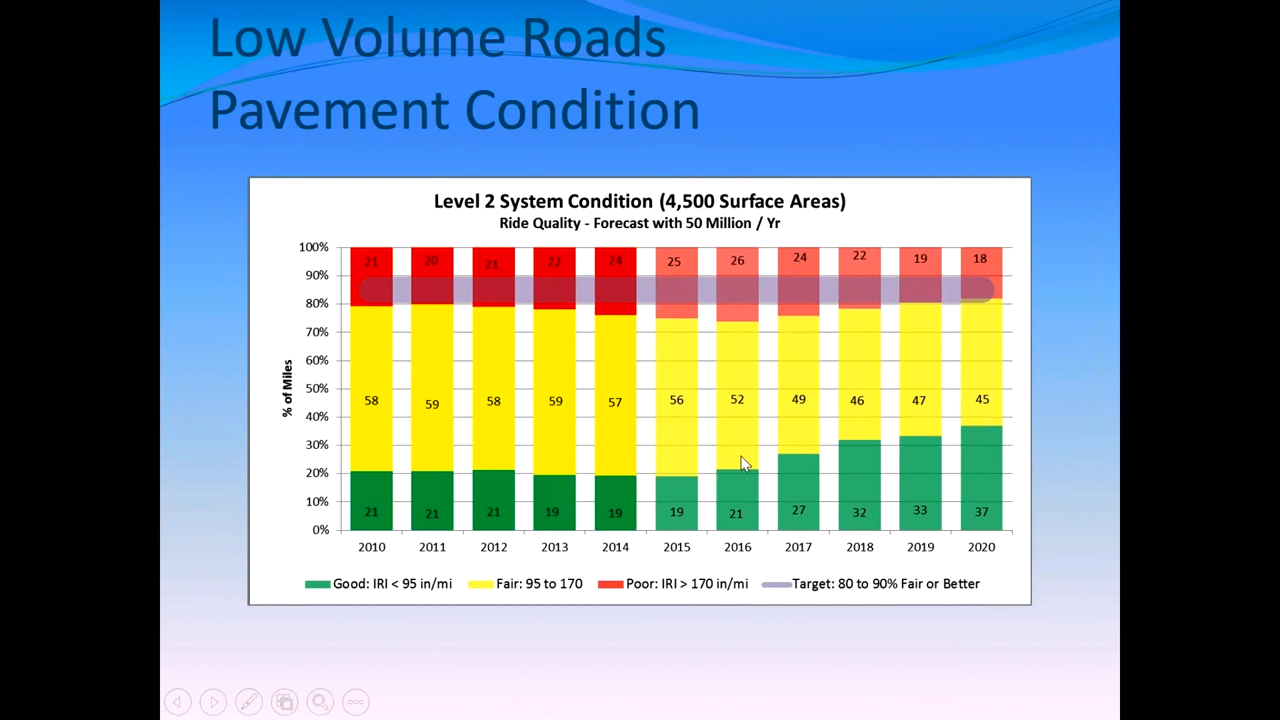 Low Volume Roads
Pavement Condition
Level 2 System Condition (4,500 Surface Areas)
Ride Quality - Forecast with 50 Million / Yr
% of Miles
100%
90%
80%
70%
60%
50%
40%
30%
20%
10%
0%
21 20 21 22 24 25 26 24 22 19 18
58 59 58 59 57 56 52 49 46 47 45
21 21 21 19 19 19 21 27 32 33 37
2010 2011 2012 2013 2014 2015 2016 2017 2018 2019 2020
Good: IRI < 95 in/mi Fair: 95 to 170 Poor: IRI > 170 in/mi Target: 80 to 90% Fair or Better